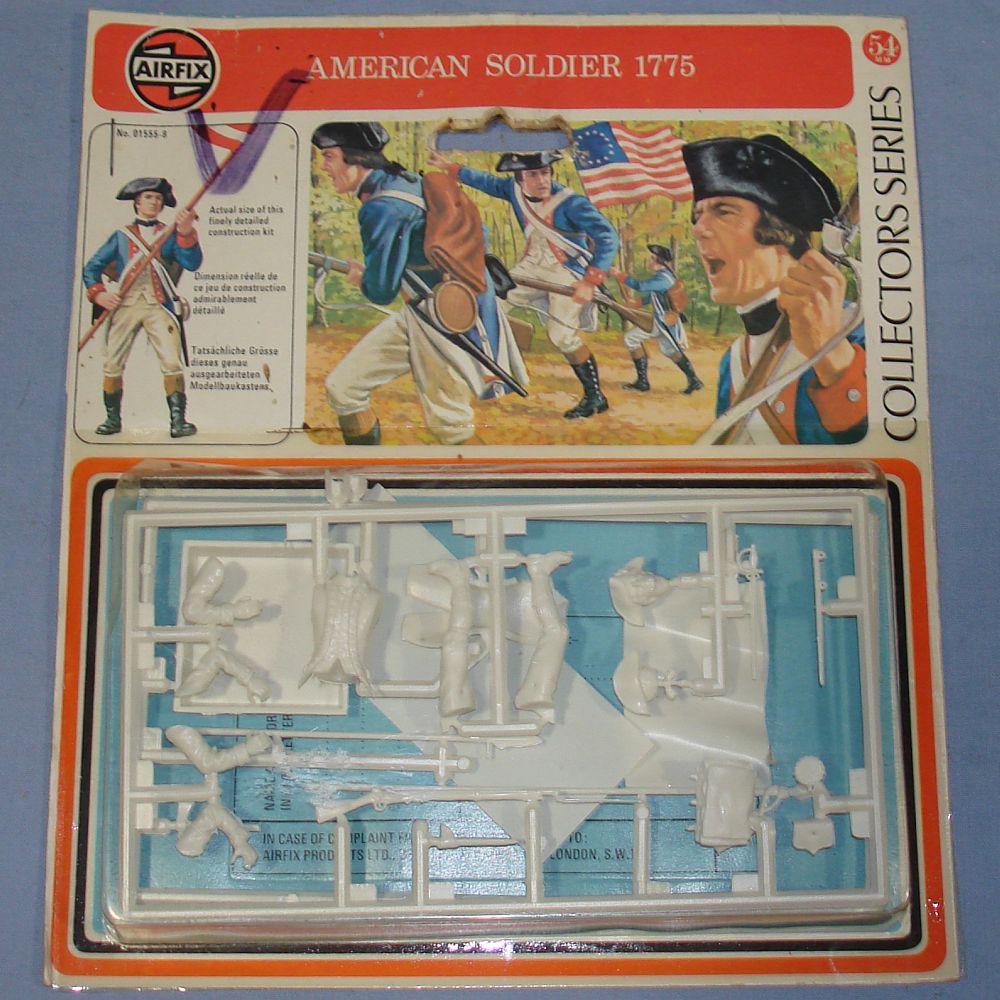 AIRFIX
AMERICAN SOLDIER 1775
54
MM
COLLECTORS SERIES
No. 01555-8
Actual size of this
finely detailed
construction kit
Dimension réelle de
ce jeu de construction
admirablement
détaillé
Tatsächliche Grösse
dieses genau
ausgearbeiteten
Modellbaukastens.
IN CASE OF COMPLAINT TO:
AIRFIX PRODUCTS LTD., LONDON, S.W.